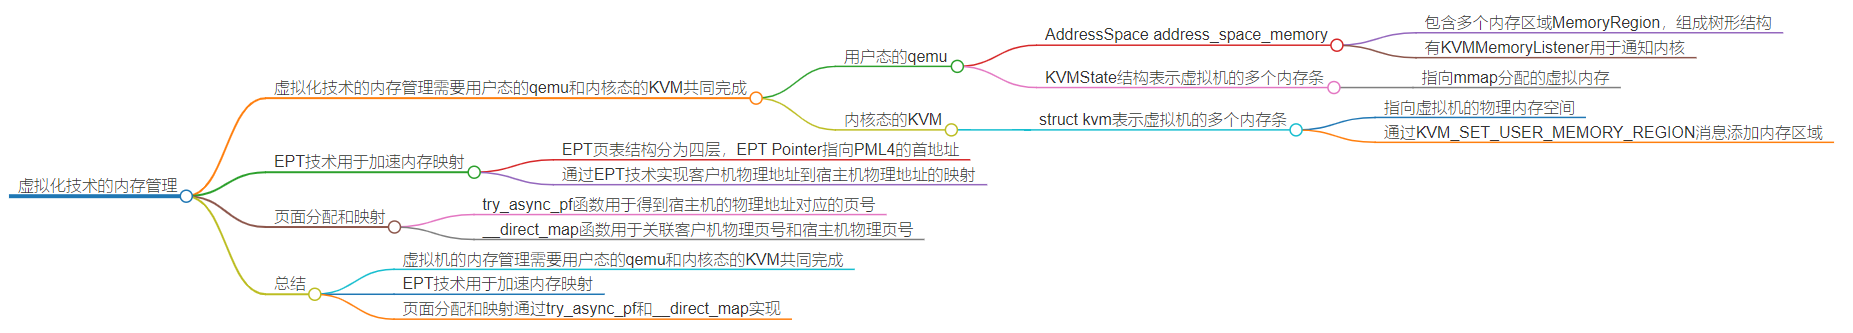 虚拟化技术的内存管理
虚拟化技术的内存管理需要用户态的qemu和内核态的KVM共同完成
用户态的qemu
AddressSpace address_space_memory
包含多个内存区域MemoryRegion，组成树形结构
有KVMMemoryListener用于通知内核
KVMState结构表示虚拟机的多个内存条
指向mmap分配的虚拟内存
内核态的KVM
struct kvm表示虚拟机的多个内存条
指向虚拟机的物理内存空间
通过KVM_SET_USER_MEMORY_REGION消息添加内存区域
EPT技术用于加速内存映射
EPT页表结构分为四层，EPT Pointer指向PML4的首地址
通过EPT技术实现客户机物理地址到宿主机物理地址的映射
页面分配和映射
try_async_pf函数用于得到宿主机的物理地址对应的页号
__direct_map函数用于关联客户机物理页号和宿主机物理页号
总结
虚拟机的内存管理需要用户态的qemu和内核态的KVM共同完成
EPT技术用于加速内存映射
页面分配和映射通过try_async_pf和__direct_map实现